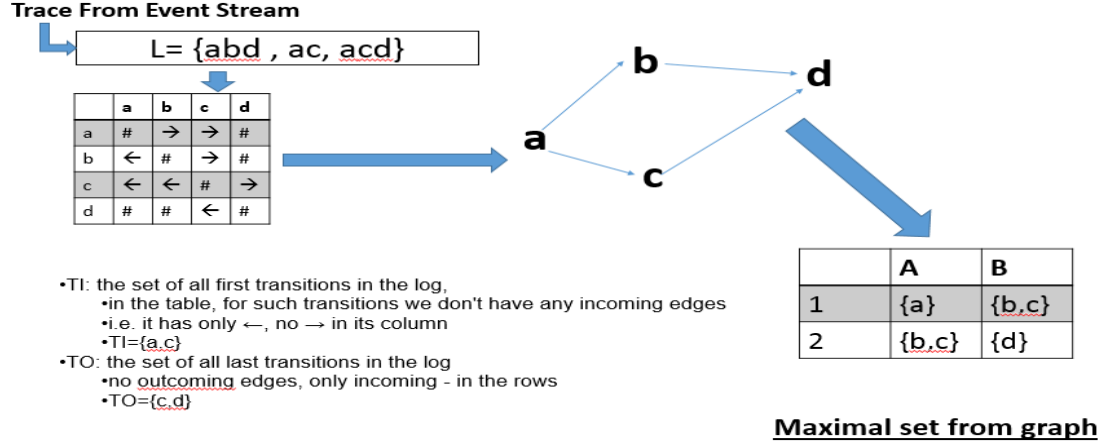 Trace From Event Stream
L= {abd , ac, acd}
a b c d
a # → → #
b ← # → #
c ← ← # →
d # # ← #
b
d
a
c
•TI: the set of all first transitions in the log,
•in the table, for such transitions we don't have any incoming edges
•i.e. it has only ←, no → in its column
•TI={a.c}
•TO: the set of all last transitions in the log
•no outcoming edges, only incoming - in the rows
•TO={c,d}
A B
1 {a} {b,c}
2 {b,c} {d}
Maximal set from graph